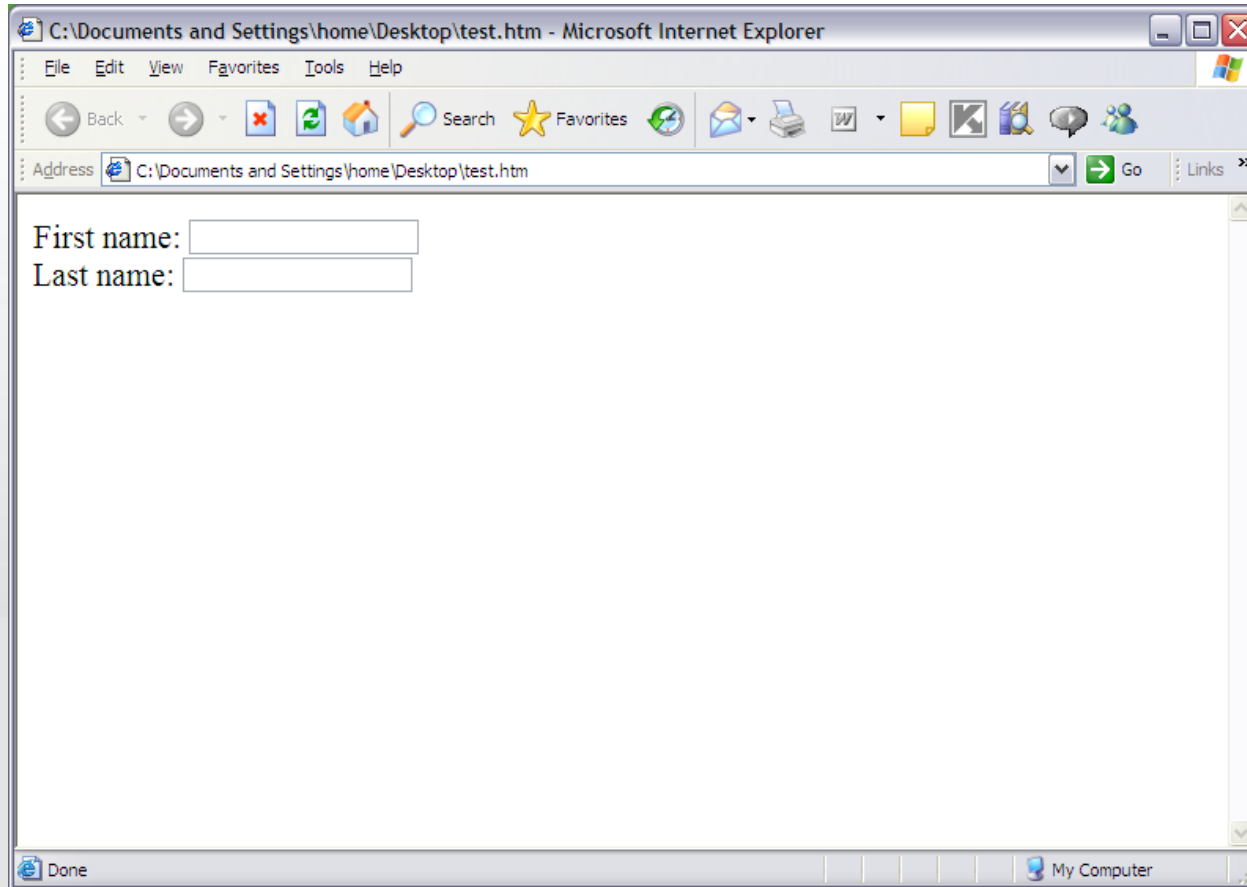 C:\Documents and Settings\home\Desktop\test.htm - Microsoft Internet Explorer
File Edit View Favorites Tools Help
Back Search Favorites W K
Address C:\Documents and Settings\home\Desktop\test.htm Go Links »
First name:
Last name:
Done My Computer